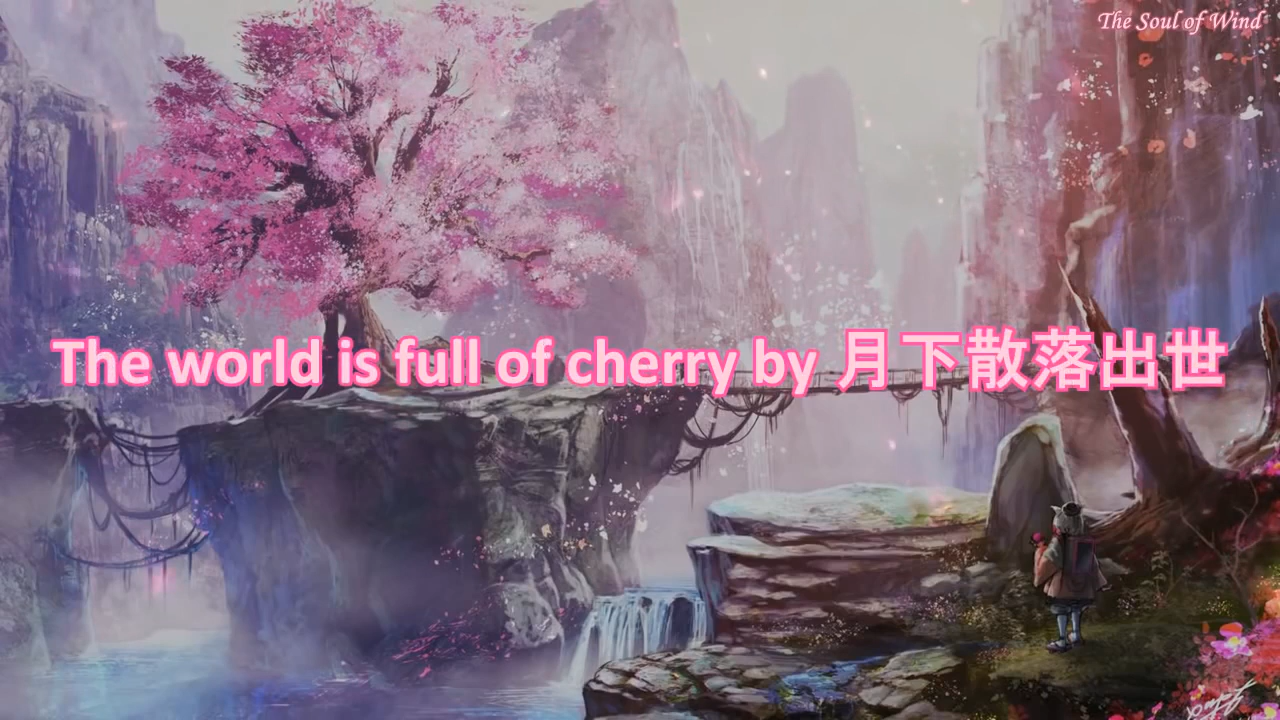 The Soul of Wind
The world is full of cherry by 月下散落出世